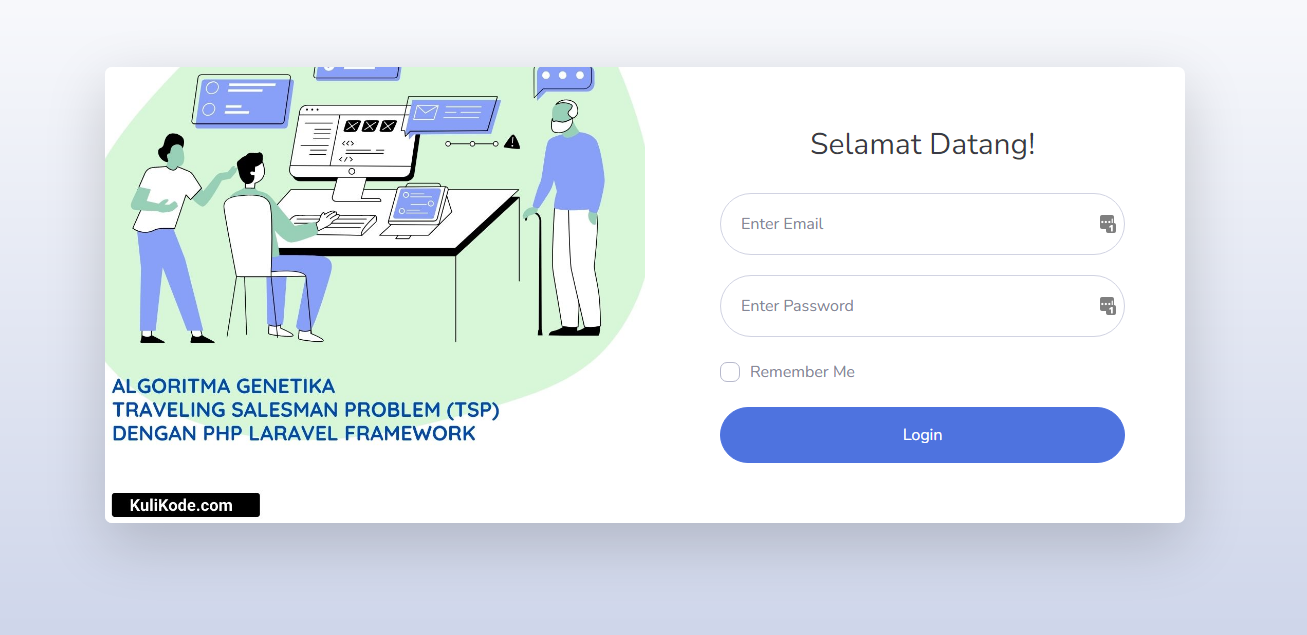 ALGORITMA GENETIKA
TRAVELING SALESMAN PROBLEM (TSP)
DENGAN PHP LARAVEL FRAMEWORK
KuliKode.com
Selamat Datang!
Enter Email
Enter Password
Remember Me
Login